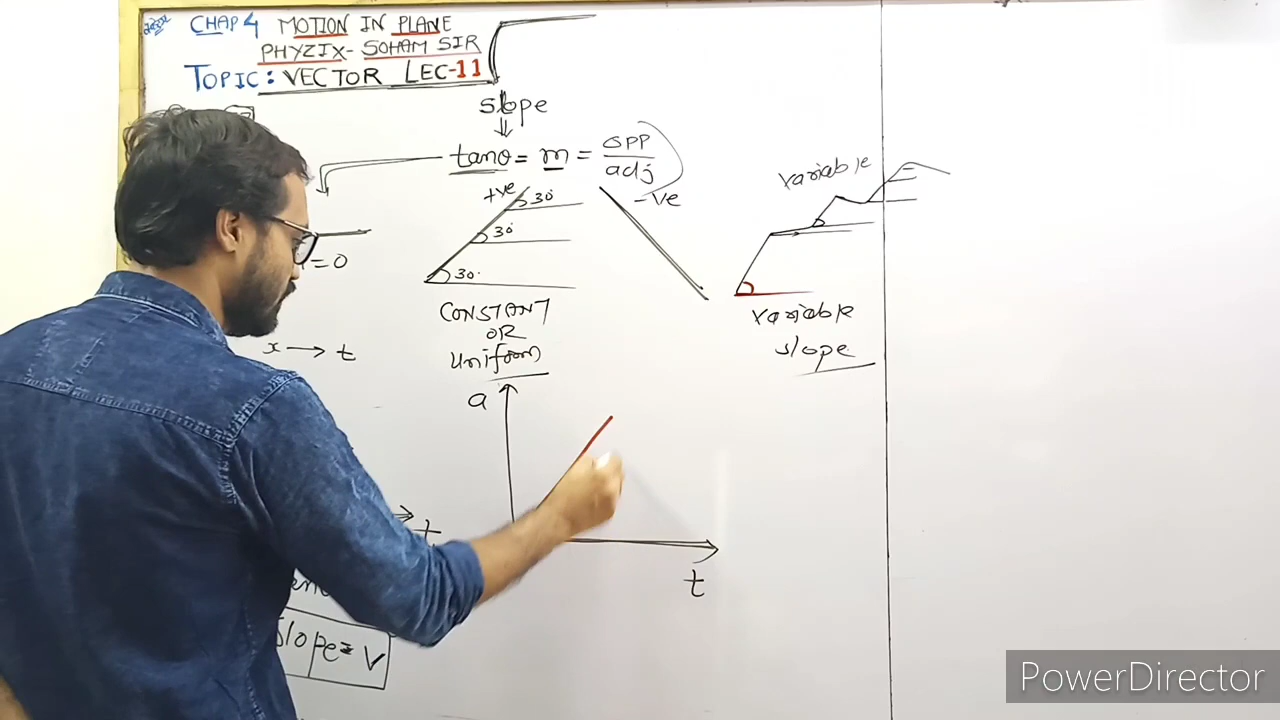 CHAP 4 MOTION IN PLANE
PHYZIX- SOHAM SIR
TOPIC: VECTOR LEC-11
slope
tanθ = m = OPP/adj
+ve 30°
30°
30°
-ve
variable
=0
CONSTANT
OR
Uniform
variable
slope
x → t
a
t
t
slope = v
PowerDirector